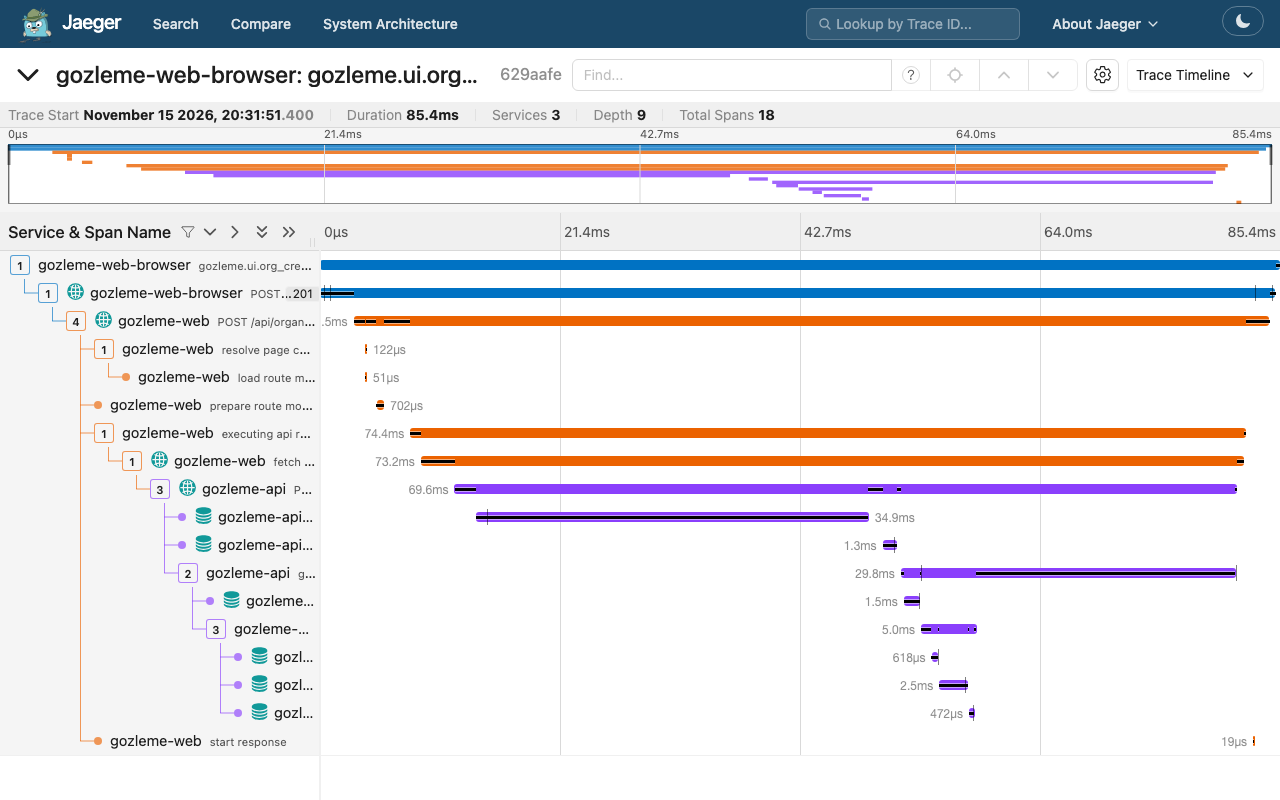 Jaeger Search Compare System Architecture Lookup by Trace ID... About Jaeger
gozleme-web-browser: gozleme.ui.org... 629aafe Find... ? Trace Timeline
Trace Start November 15 2026, 20:31:51.400 Duration 85.4ms Services 3 Depth 9 Total Spans 18
0μs 21.4ms 42.7ms 64.0ms 85.4ms
Service & Span Name 0μs 21.4ms 42.7ms 64.0ms 85.4ms
1 gozleme-web-browser gozleme.ui.org_cre...
1 gozleme-web-browser POST... 201
4 gozleme-web POST /api/organ... .5ms
1 gozleme-web resolve page c... 122μs
gozleme-web load route m... 51μs
gozleme-web prepare route mo... 702μs
1 gozleme-web executing api r... 74.4ms
1 gozleme-web fetch ... 73.2ms
3 gozleme-api P... 69.6ms
gozleme-api... 34.9ms
gozleme-api... 1.3ms
2 gozleme-api g... 29.8ms
gozleme... 1.5ms
3 gozleme-... 5.0ms
gozl... 618μs
gozl... 2.5ms
gozl... 472μs
gozleme-web start response 19μs